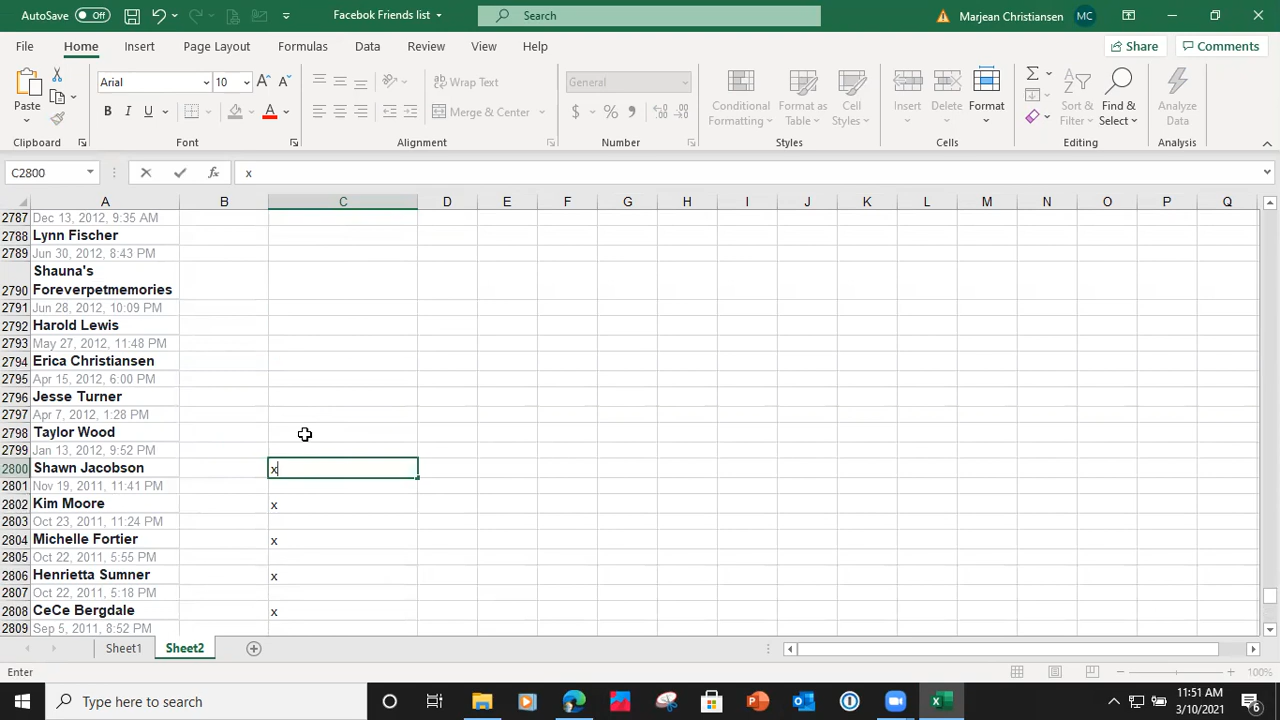 AutoSave Off Facebok Friends list Search Marjean Christiansen MC
File Home Insert Page Layout Formulas Data Review View Help Share Comments
Paste Arial 10 Wrap Text General Conditional Formatting Format as Table Cell Styles Insert Delete Format Sort & Filter Find & Select Analyze Data
B I U Merge & Center $ % 9
Clipboard Font Alignment Number Styles Cells Editing Analysis
C2800 fx x
A B C D E F G H I J K L M N O P Q
2787 Dec 13, 2012, 9:35 AM
2788 Lynn Fischer
2789 Jun 30, 2012, 8:43 PM
Shauna's
2790 Foreverpetmemories
2791 Jun 28, 2012, 10:09 PM
2792 Harold Lewis
2793 May 27, 2012, 11:48 PM
2794 Erica Christiansen
2795 Apr 15, 2012, 6:00 PM
2796 Jesse Turner
2797 Apr 7, 2012, 1:28 PM
2798 Taylor Wood
2799 Jan 13, 2012, 9:52 PM
2800 Shawn Jacobson x
2801 Nov 19, 2011, 11:41 PM
2802 Kim Moore x
2803 Oct 23, 2011, 11:24 PM
2804 Michelle Fortier x
2805 Oct 22, 2011, 5:55 PM
2806 Henrietta Sumner x
2807 Oct 22, 2011, 5:18 PM
2808 CeCe Bergdale x
2809 Sep 5, 2011, 8:52 PM
Sheet1 Sheet2
Enter 100%
Type here to search 11:51 AM
3/10/2021 6